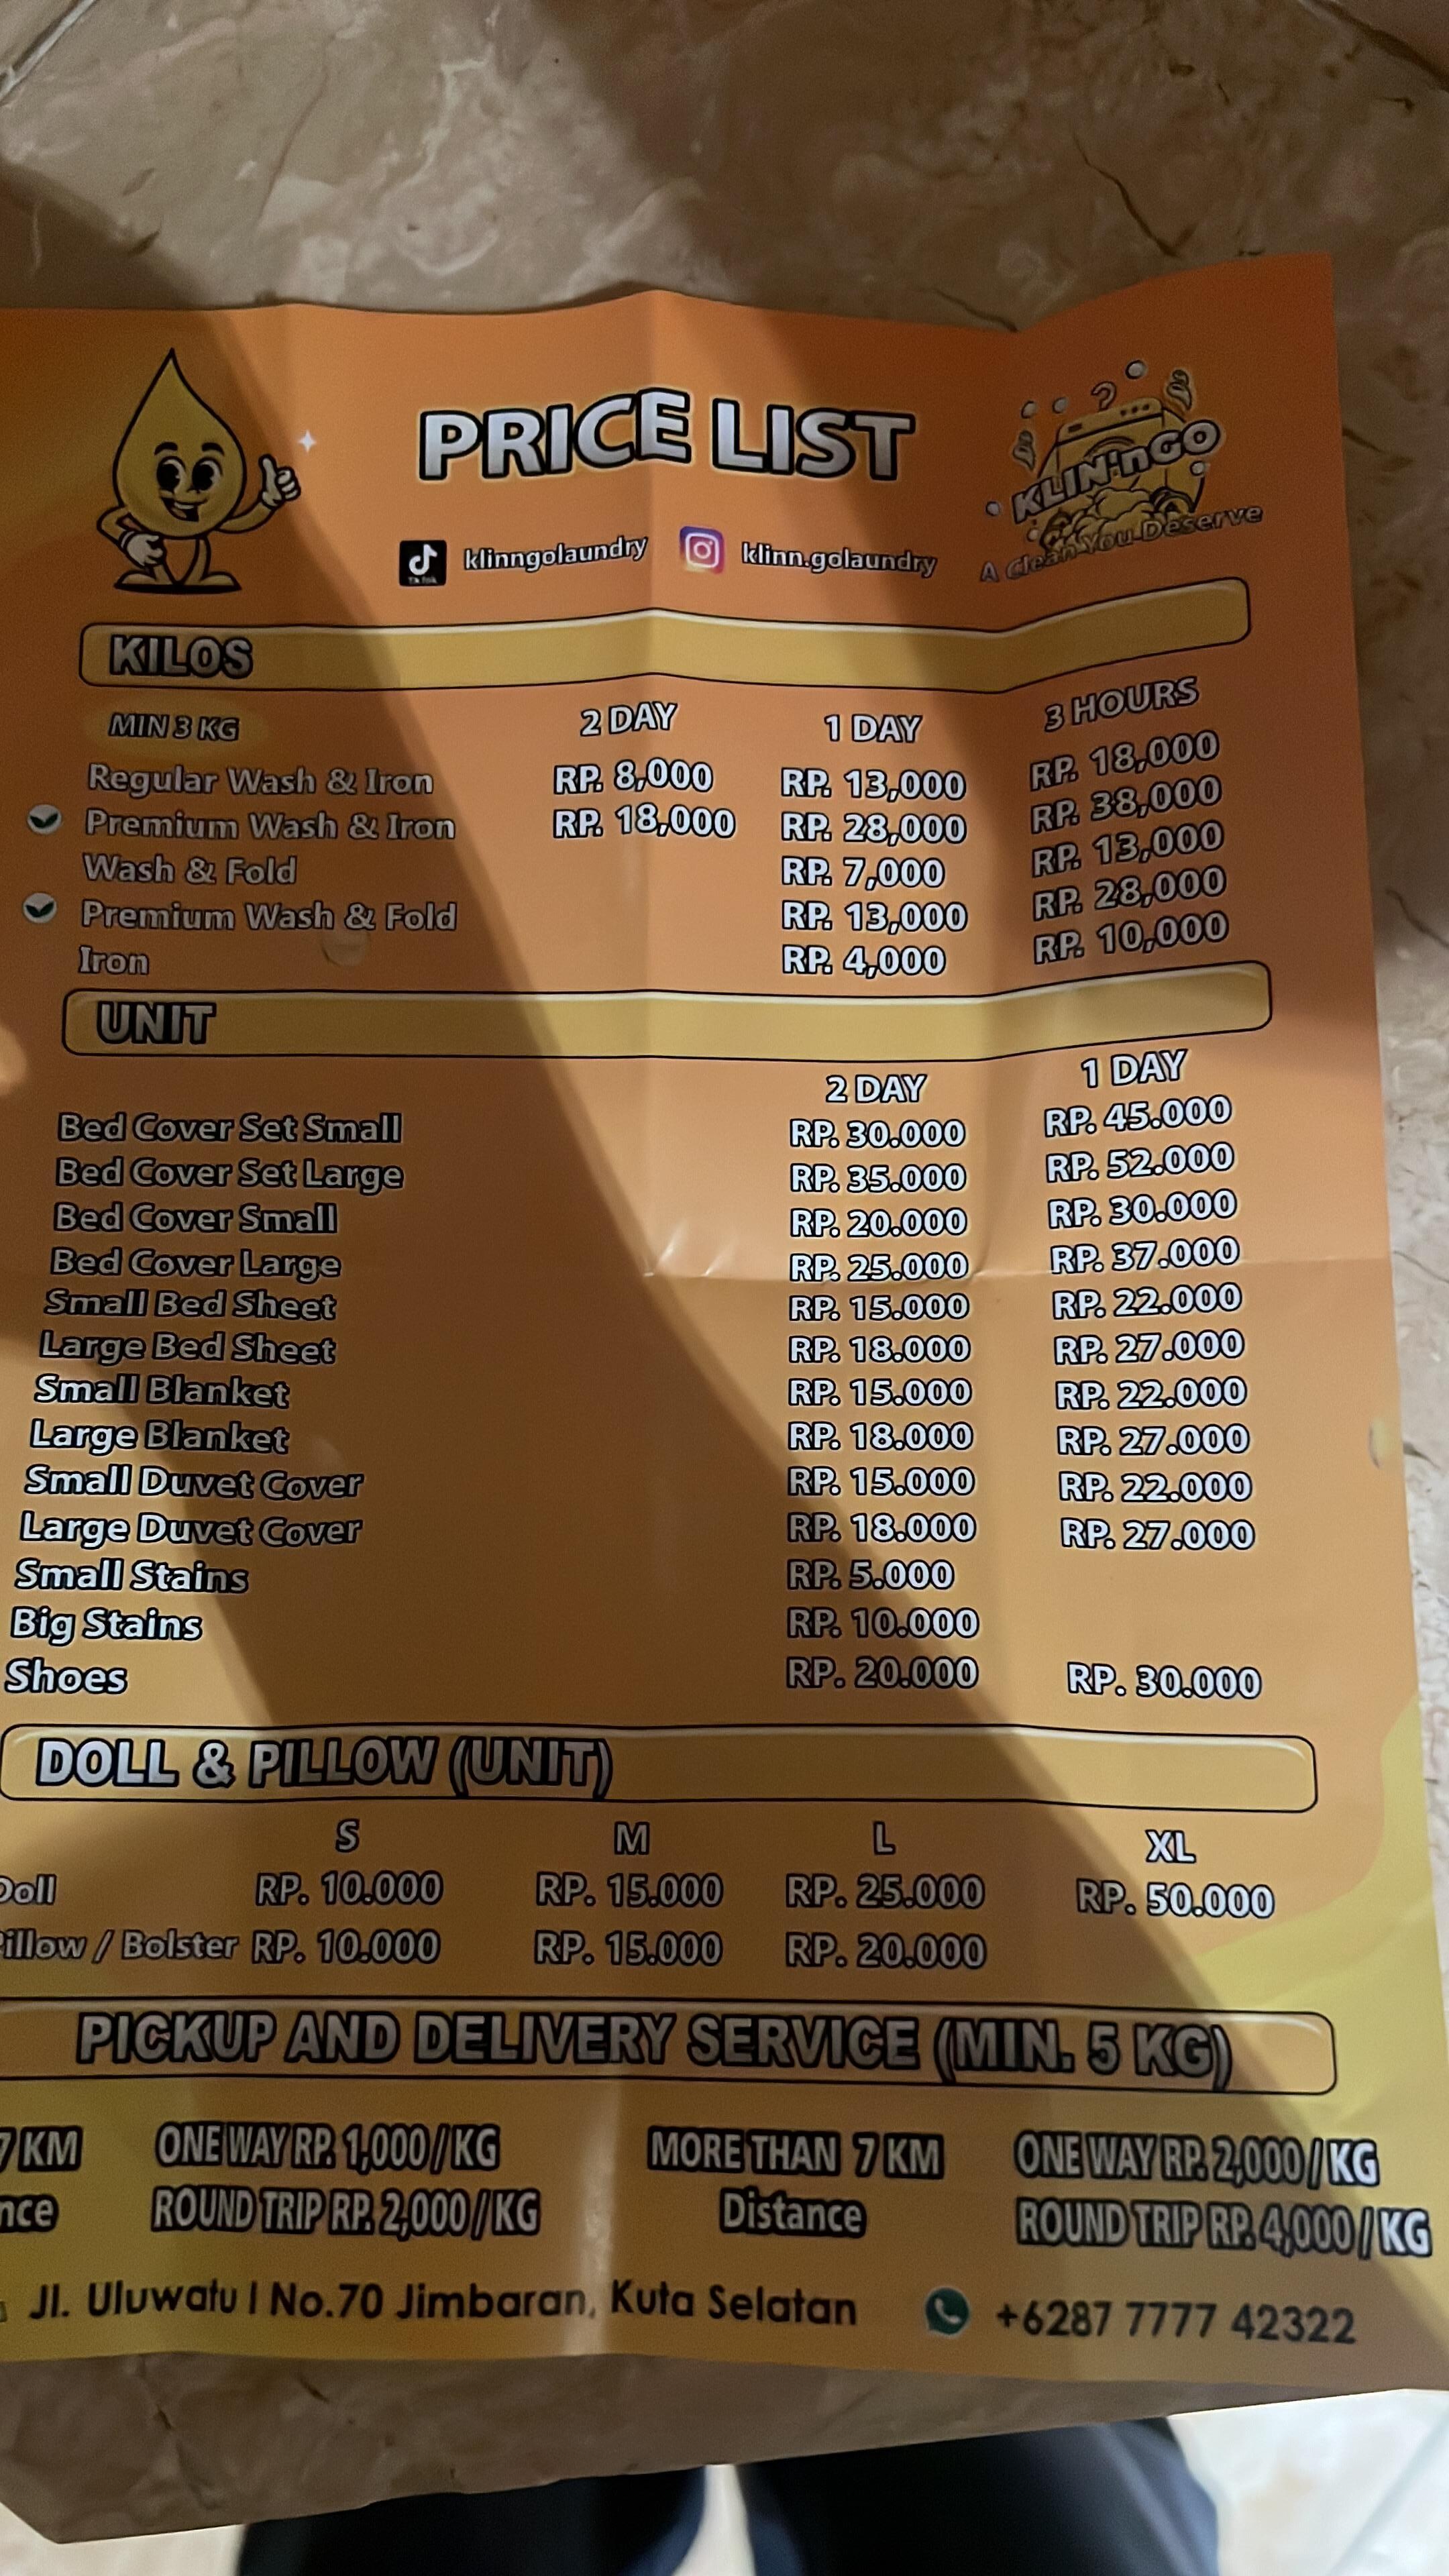 PRICE LIST
KLIN'nGO
A Clean You Deserve
klinngolaundry
klinn.golaundry
KILOS
MIN 3 KG 2 DAY 1 DAY 3 HOURS
Regular Wash & Iron RP. 8,000 RP. 13,000 RP. 18,000
Premium Wash & Iron RP. 18,000 RP. 28,000 RP. 38,000
Wash & Fold RP. 7,000 RP. 13,000
Premium Wash & Fold RP. 13,000 RP. 28,000
Iron RP. 4,000 RP. 10,000
UNIT
2 DAY 1 DAY
Bed Cover Set Small RP. 30.000 RP. 45.000
Bed Cover Set Large RP. 35.000 RP. 52.000
Bed Cover Small RP. 20.000 RP. 30.000
Bed Cover Large RP. 25.000 RP. 37.000
Small Bed Sheet RP. 15.000 RP. 22.000
Large Bed Sheet RP. 18.000 RP. 27.000
Small Blanket RP. 15.000 RP. 22.000
Large Blanket RP. 18.000 RP. 27.000
Small Duvet Cover RP. 15.000 RP. 22.000
Large Duvet Cover RP. 18.000 RP. 27.000
Small Stains RP. 5.000
Big Stains RP. 10.000
Shoes RP. 20.000 RP. 30.000
DOLL & PILLOW (UNIT)
S M L XL
Doll RP. 10.000 RP. 15.000 RP. 25.000 RP. 50.000
illow / Bolster RP. 10.000 RP. 15.000 RP. 20.000
PICKUP AND DELIVERY SERVICE (MIN. 5 KG)
7 KM ONE WAY RP. 1,000 / KG MORE THAN 7 KM ONE WAY RP. 2,000 / KG
nce ROUND TRIP RP. 2,000 / KG Distance ROUND TRIP RP. 4,000 / KG
Jl. Uluwatu I No.70 Jimbaran, Kuta Selatan +6287 7777 42322